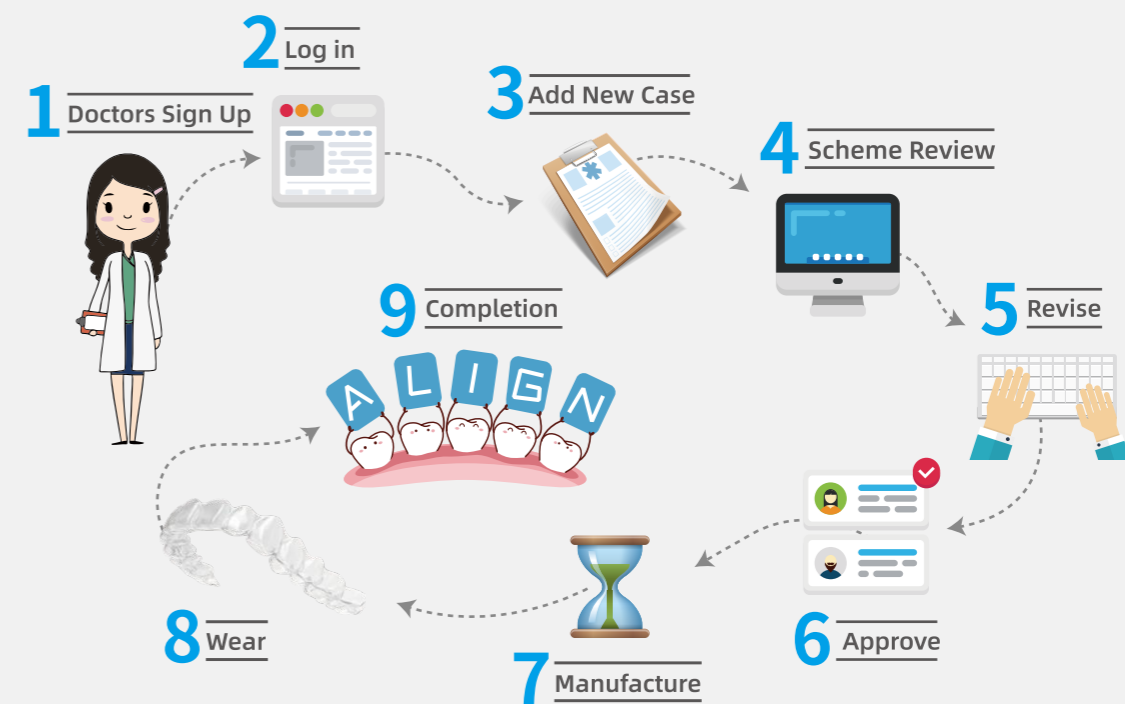 1 Doctors Sign Up
2 Log in
3 Add New Case
4 Scheme Review
5 Revise
6 Approve
7 Manufacture
8 Wear
9 Completion
ALIGN